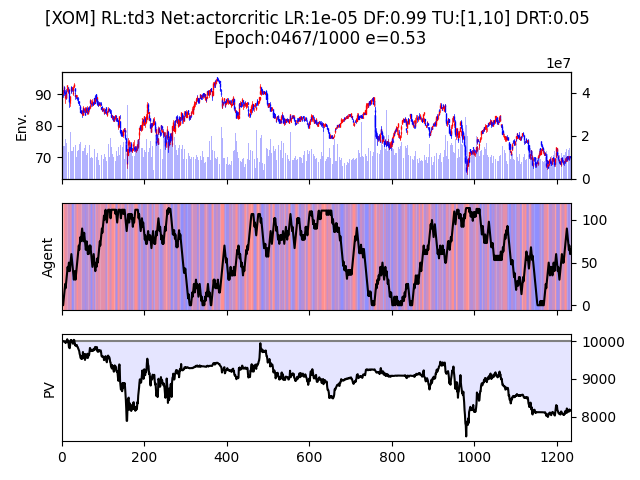 [XOM] RL:td3 Net:actorcritic LR:1e-05 DF:0.99 TU:[1,10] DRT:0.05
Epoch:0467/1000 e=0.53
1e7
Env.
90
80
70
4
2
0
Agent
100
50
0
PV
10000
9000
8000
0 200 400 600 800 1000 1200